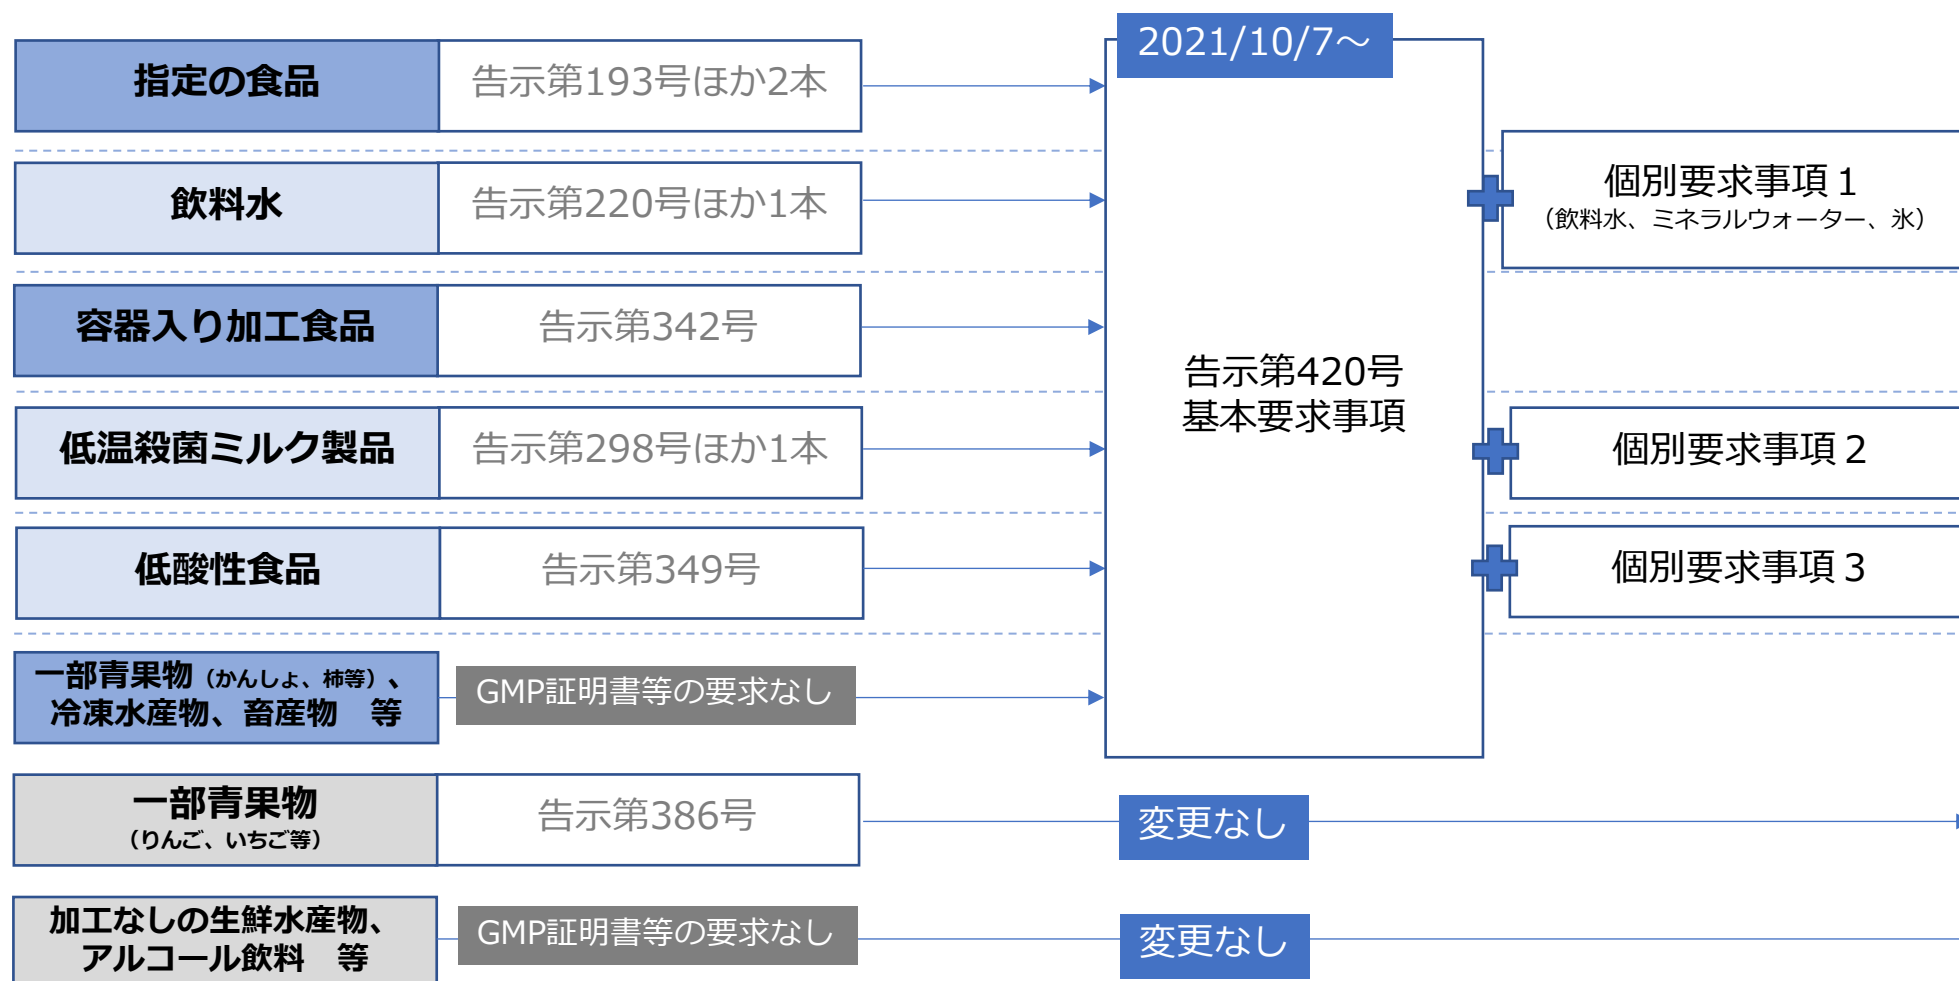 2021/10/7～
指定の食品
告示第193号ほか2本
飲料水
告示第220号ほか1本
個別要求事項１
（飲料水、ミネラルウォーター、氷）
容器入り加工食品
告示第342号
告示第420号
基本要求事項
低温殺菌ミルク製品
告示第298号ほか1本
個別要求事項２
低酸性食品
告示第349号
個別要求事項３
一部青果物（かんしょ、柿等）、
冷凍水産物、畜産物　等
GMP証明書等の要求なし
一部青果物
（りんご、いちご等）
告示第386号
変更なし
加工なしの生鮮水産物、
アルコール飲料　等
GMP証明書等の要求なし
変更なし